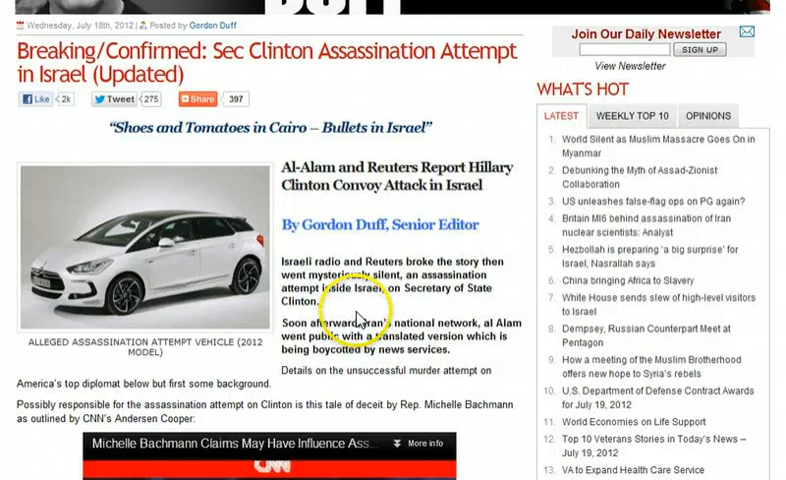 DUFF
Wednesday, July 18th, 2012 | Posted by Gordon Duff
Breaking/Confirmed: Sec Clinton Assassination Attempt
in Israel (Updated)
Like 2k Tweet 275 Share 397
"Shoes and Tomatoes in Cairo – Bullets in Israel"
Al-Alam and Reuters Report Hillary
Clinton Convoy Attack in Israel
By Gordon Duff, Senior Editor
Israeli radio and Reuters broke the story then
went mysteriously silent, an assassination
attempt inside Israel, on Secretary of State
Clinton.
Soon afterward, Iran's national network, al Alam
went public with a translated version which is
being boycotted by news services.
ALLEGED ASSASSINATION ATTEMPT VEHICLE (2012
MODEL)
Details on the unsuccessful murder attempt on
America's top diplomat below but first some background.
Possibly responsible for the assassination attempt on Clinton is this tale of deceit by Rep. Michelle Bachmann
as outlined by CNN's Andersen Cooper:
Michelle Bachmann Claims May Have Influence Ass... More info
CNN
Join Our Daily Newsletter
SIGN UP
View Newsletter
WHAT'S HOT
LATEST WEEKLY TOP 10 OPINIONS
1. World Silent as Muslim Massacre Goes On in
Myanmar
2. Debunking the Myth of Assad-Zionist
Collaboration
3. US unleashes false-flag ops on PG again?
4. Britain MI6 behind assassination of Iran
nuclear scientists: Analyst
5. Hezbollah is preparing 'a big surprise' for
Israel, Nasrallah says
6. China bringing Africa to Slavery
7. White House sends slew of high-level visitors
to Israel
8. Dempsey, Russian Counterpart Meet at
Pentagon
9. How a meeting of the Muslim Brotherhood
offers new hope to Syria's rebels
10. U.S. Department of Defense Contract Awards
for July 19, 2012
11. World Economies on Life Support
12. Top 10 Veterans Stories in Today's News –
July 19, 2012
13. VA to Expand Health Care Service